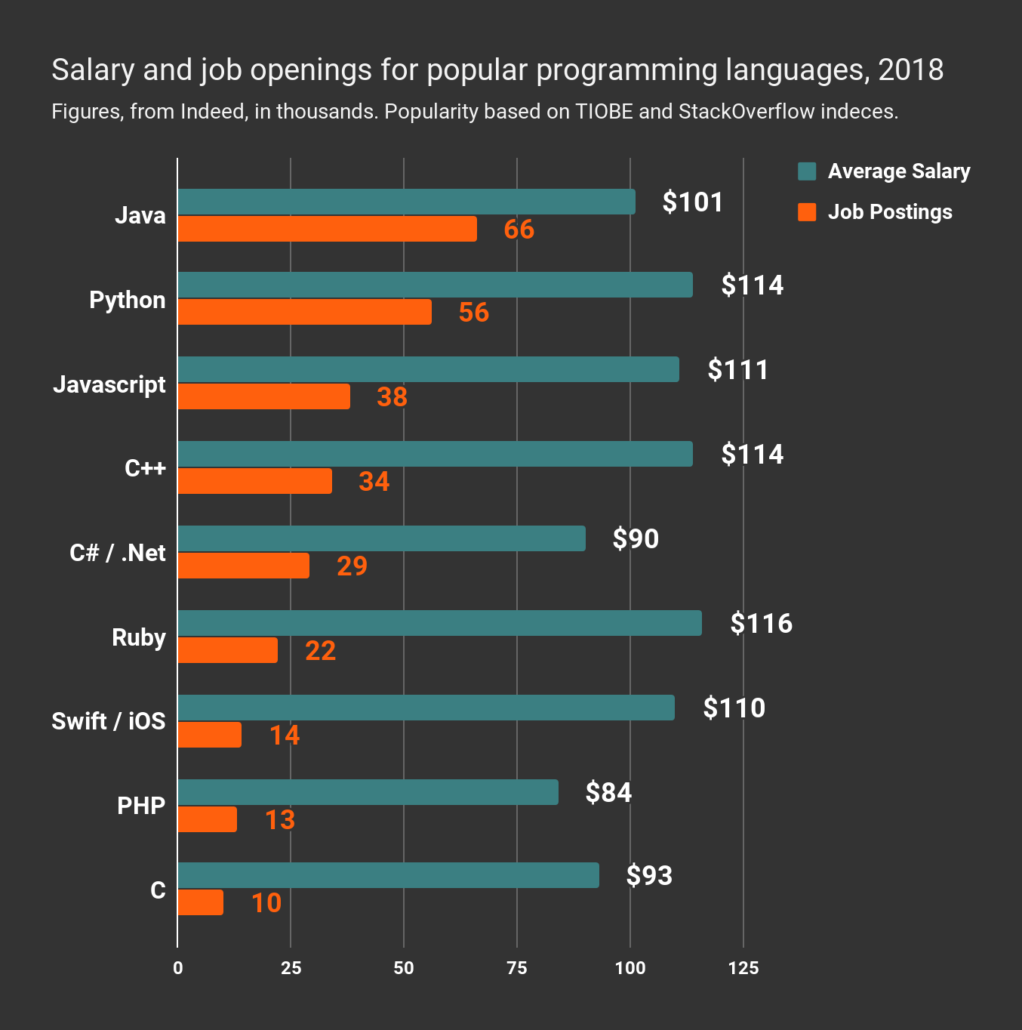 Salary and job openings for popular programming languages, 2018
Figures, from Indeed, in thousands. Popularity based on TIOBE and StackOverflow indeces.
Average Salary
Job Postings
Java
$101
66
Python
$114
56
Javascript
$111
38
C++
$114
34
C# / .Net
$90
29
Ruby
$116
22
Swift / iOS
$110
14
PHP
$84
13
C
$93
10
0 25 50 75 100 125